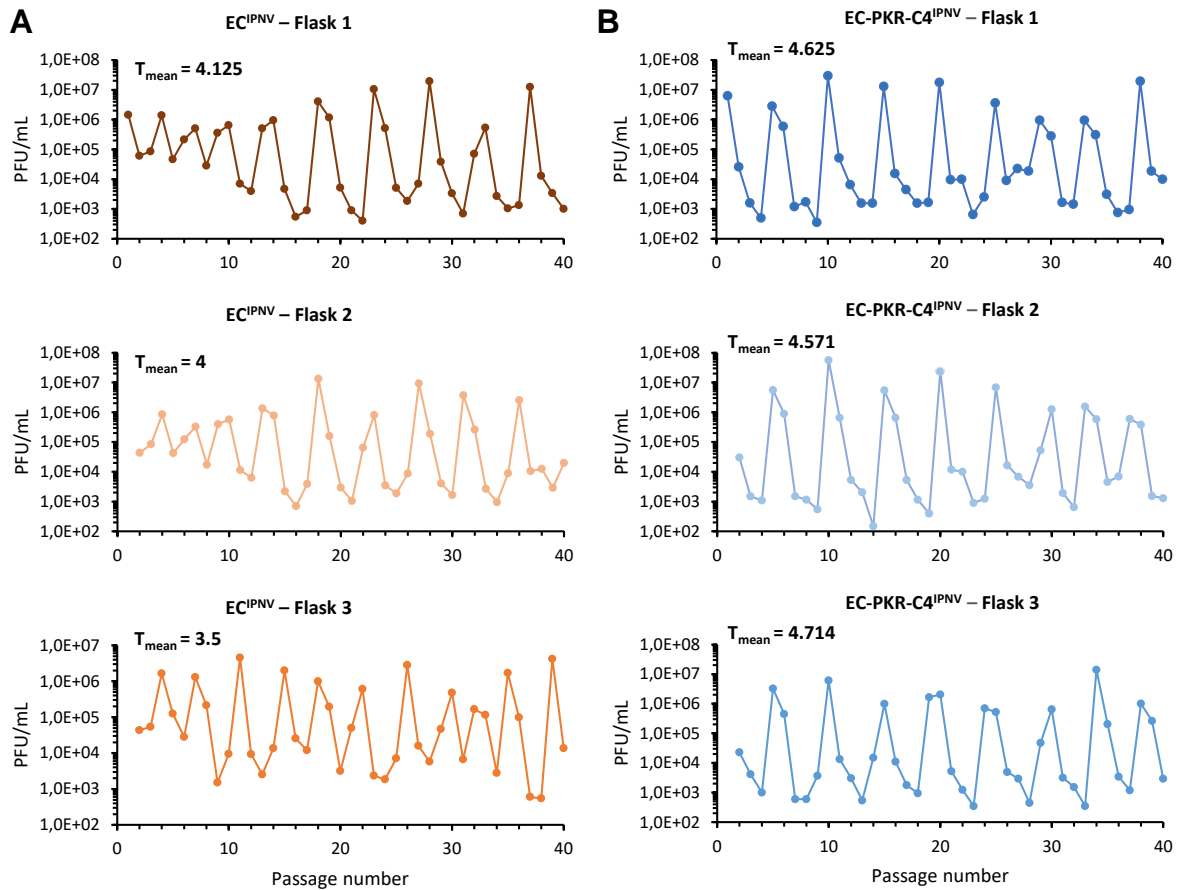 A
EC^IPNV – Flask 1
T_mean = 4.125
PFU/mL
1,0E+08
1,0E+07
1,0E+06
1,0E+05
1,0E+04
1,0E+03
1,0E+02
0 10 20 30 40
EC^IPNV – Flask 2
T_mean = 4
PFU/mL
1,0E+08
1,0E+07
1,0E+06
1,0E+05
1,0E+04
1,0E+03
1,0E+02
0 10 20 30 40
EC^IPNV – Flask 3
T_mean = 3.5
PFU/mL
1,0E+07
1,0E+06
1,0E+05
1,0E+04
1,0E+03
1,0E+02
0 10 20 30 40
Passage number
B
EC-PKR-C4^IPNV – Flask 1
T_mean = 4.625
PFU/mL
1,0E+08
1,0E+07
1,0E+06
1,0E+05
1,0E+04
1,0E+03
1,0E+02
0 10 20 30 40
EC-PKR-C4^IPNV – Flask 2
T_mean = 4.571
PFU/mL
1,0E+08
1,0E+07
1,0E+06
1,0E+05
1,0E+04
1,0E+03
1,0E+02
0 10 20 30 40
EC-PKR-C4^IPNV – Flask 3
T_mean = 4.714
PFU/mL
1,0E+08
1,0E+07
1,0E+06
1,0E+05
1,0E+04
1,0E+03
1,0E+02
0 10 20 30 40
Passage number